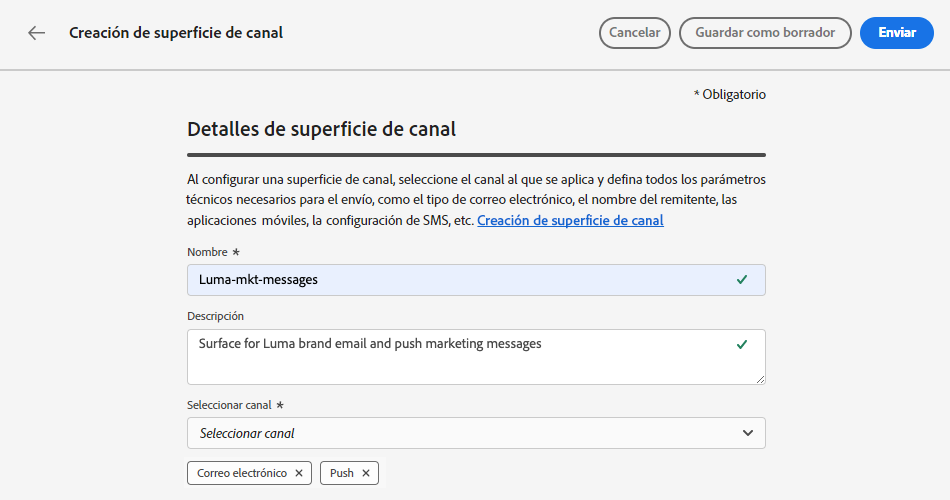 Creación de superficie de canal
Cancelar
Guardar como borrador
Enviar
* Obligatorio
Detalles de superficie de canal
Al configurar una superficie de canal, seleccione el canal al que se aplica y defina todos los parámetros
técnicos necesarios para el envío, como el tipo de correo electrónico, el nombre del remitente, las
aplicaciones móviles, la configuración de SMS, etc. Creación de superficie de canal
Nombre *
Luma-mkt-messages
Descripción
Surface for Luma brand email and push marketing messages
Seleccionar canal *
Seleccionar canal
Correo electrónico ×
Push ×